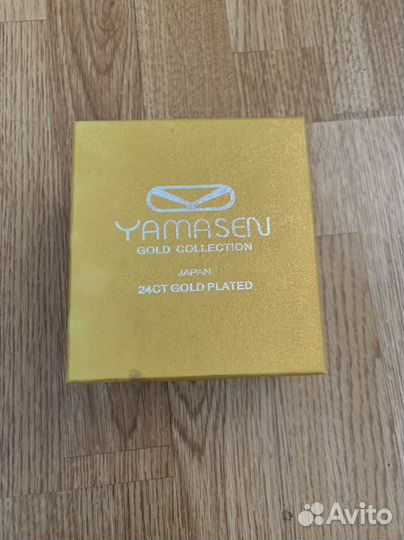 YAMASEN
GOLD COLLECTION
JAPAN
24CT GOLD PLATED
Avito